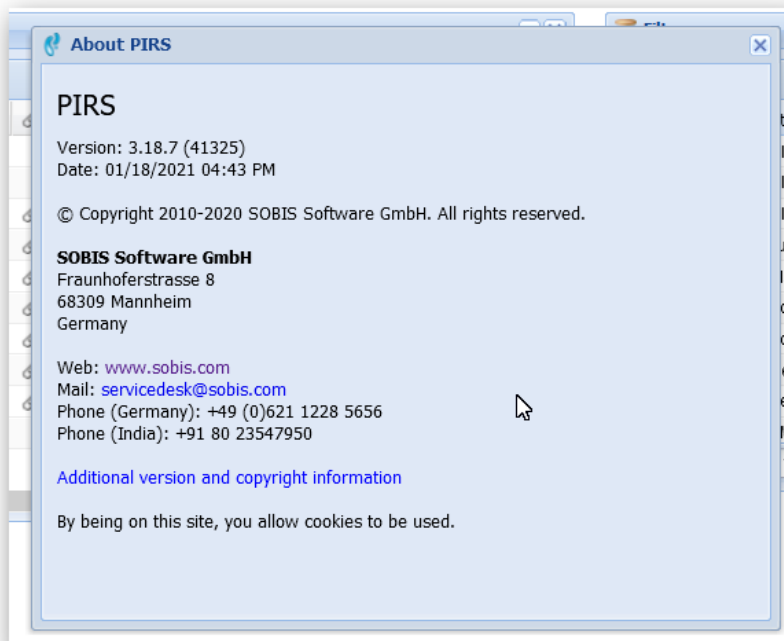 About PIRS
PIRS
Version: 3.18.7 (41325)
Date: 01/18/2021 04:43 PM
© Copyright 2010-2020 SOBIS Software GmbH. All rights reserved.
SOBIS Software GmbH
Fraunhoferstrasse 8
68309 Mannheim
Germany
Web: www.sobis.com
Mail: servicedesk@sobis.com
Phone (Germany): +49 (0)621 1228 5656
Phone (India): +91 80 23547950
Additional version and copyright information
By being on this site, you allow cookies to be used.